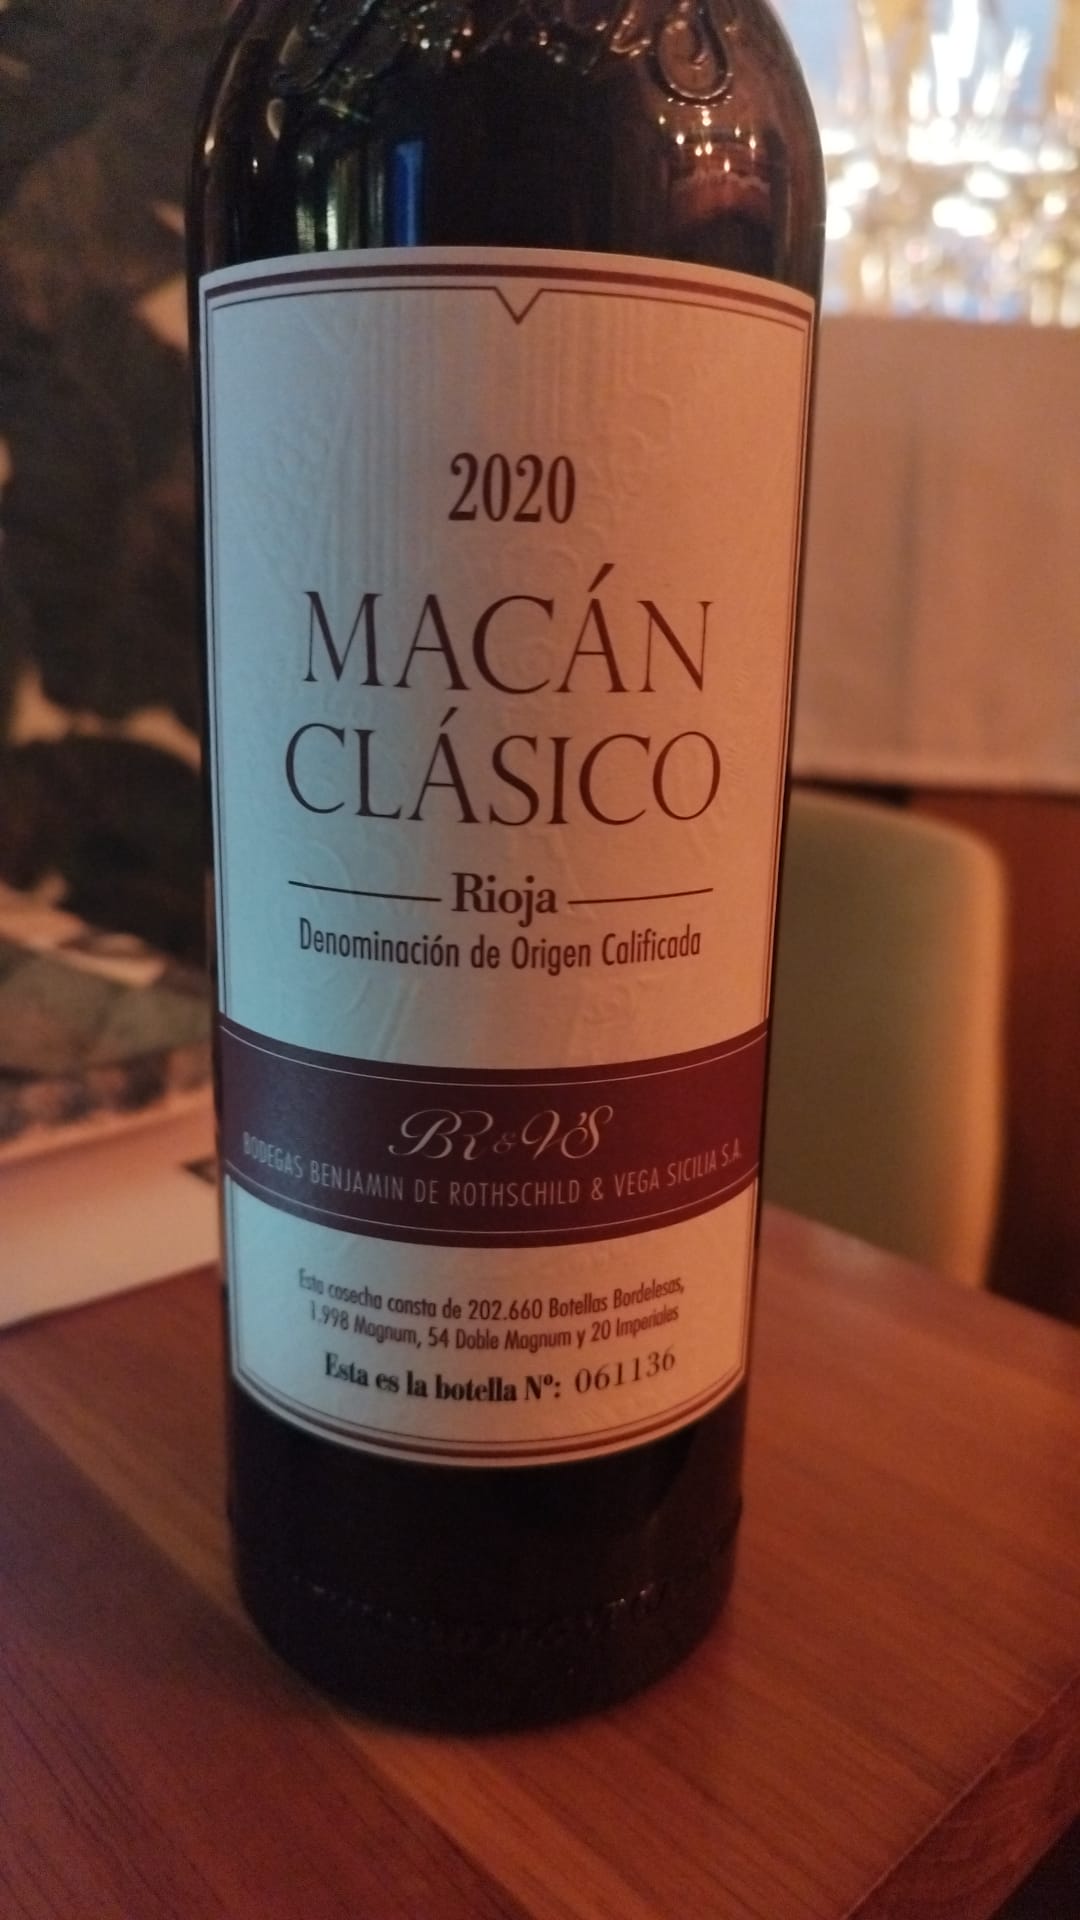 2020
MACÁN
CLÁSICO
Rioja
Denominación de Origen Calificada
BR & VS
BODEGAS BENJAMIN DE ROTHSCHILD & VEGA SICILIA S.A.
Esta cosecha consta de 202.660 Botellas Bordelesas,
1.998 Magnum, 54 Doble Magnum y 20 Imperiales
Esta es la botella Nº: 061136